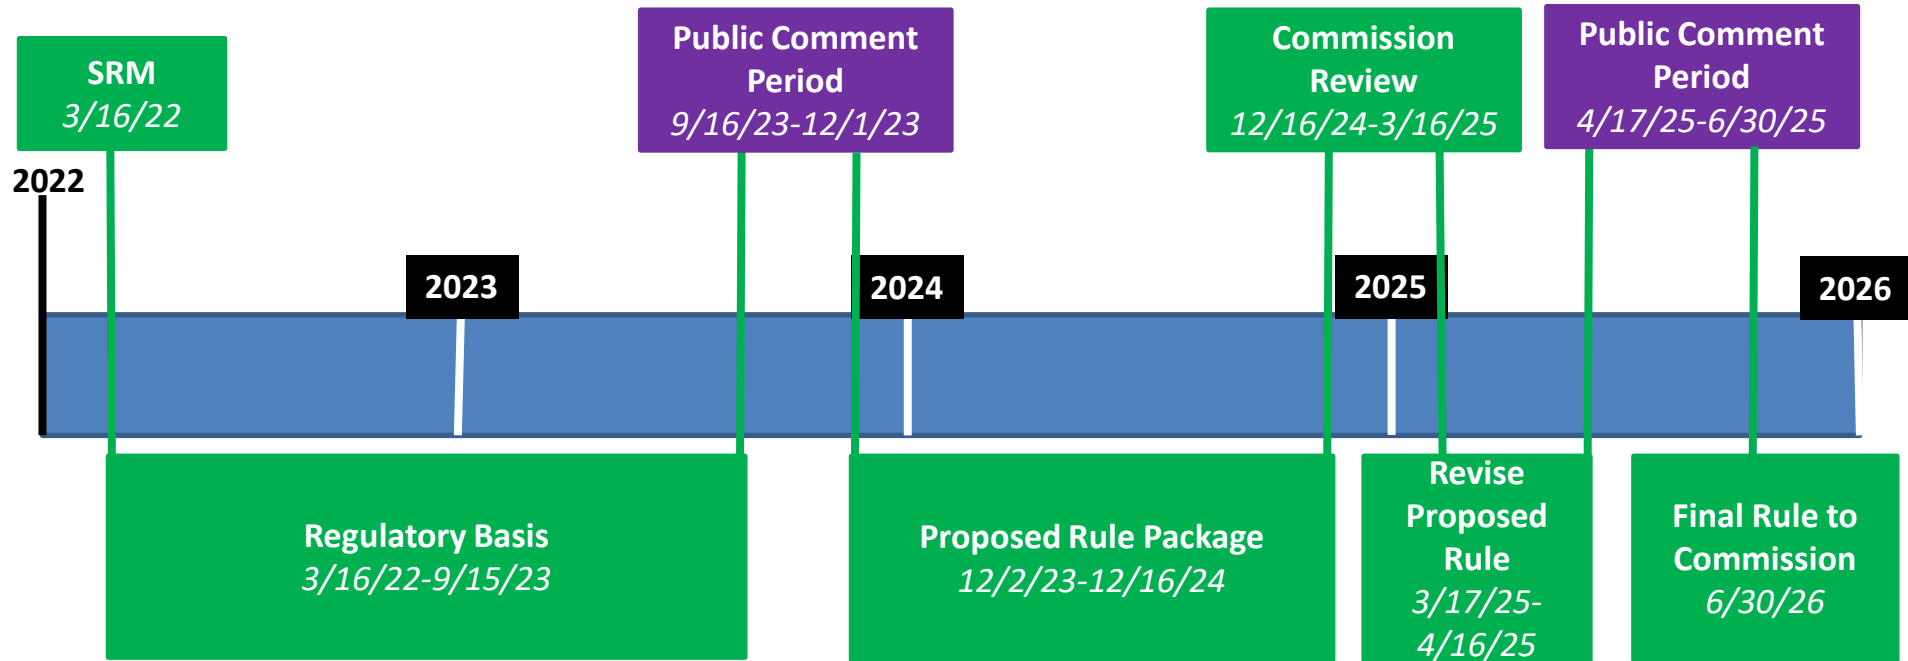 SRM
3/16/22
Public Comment
Period
9/16/23-12/1/23
Commission
Review
12/16/24-3/16/25
Public Comment
Period
4/17/25-6/30/25
2022
2023
2024
2025
2026
Regulatory Basis
3/16/22-9/15/23
Proposed Rule Package
12/2/23-12/16/24
Revise
Proposed
Rule
3/17/25-
4/16/25
Final Rule to
Commission
6/30/26